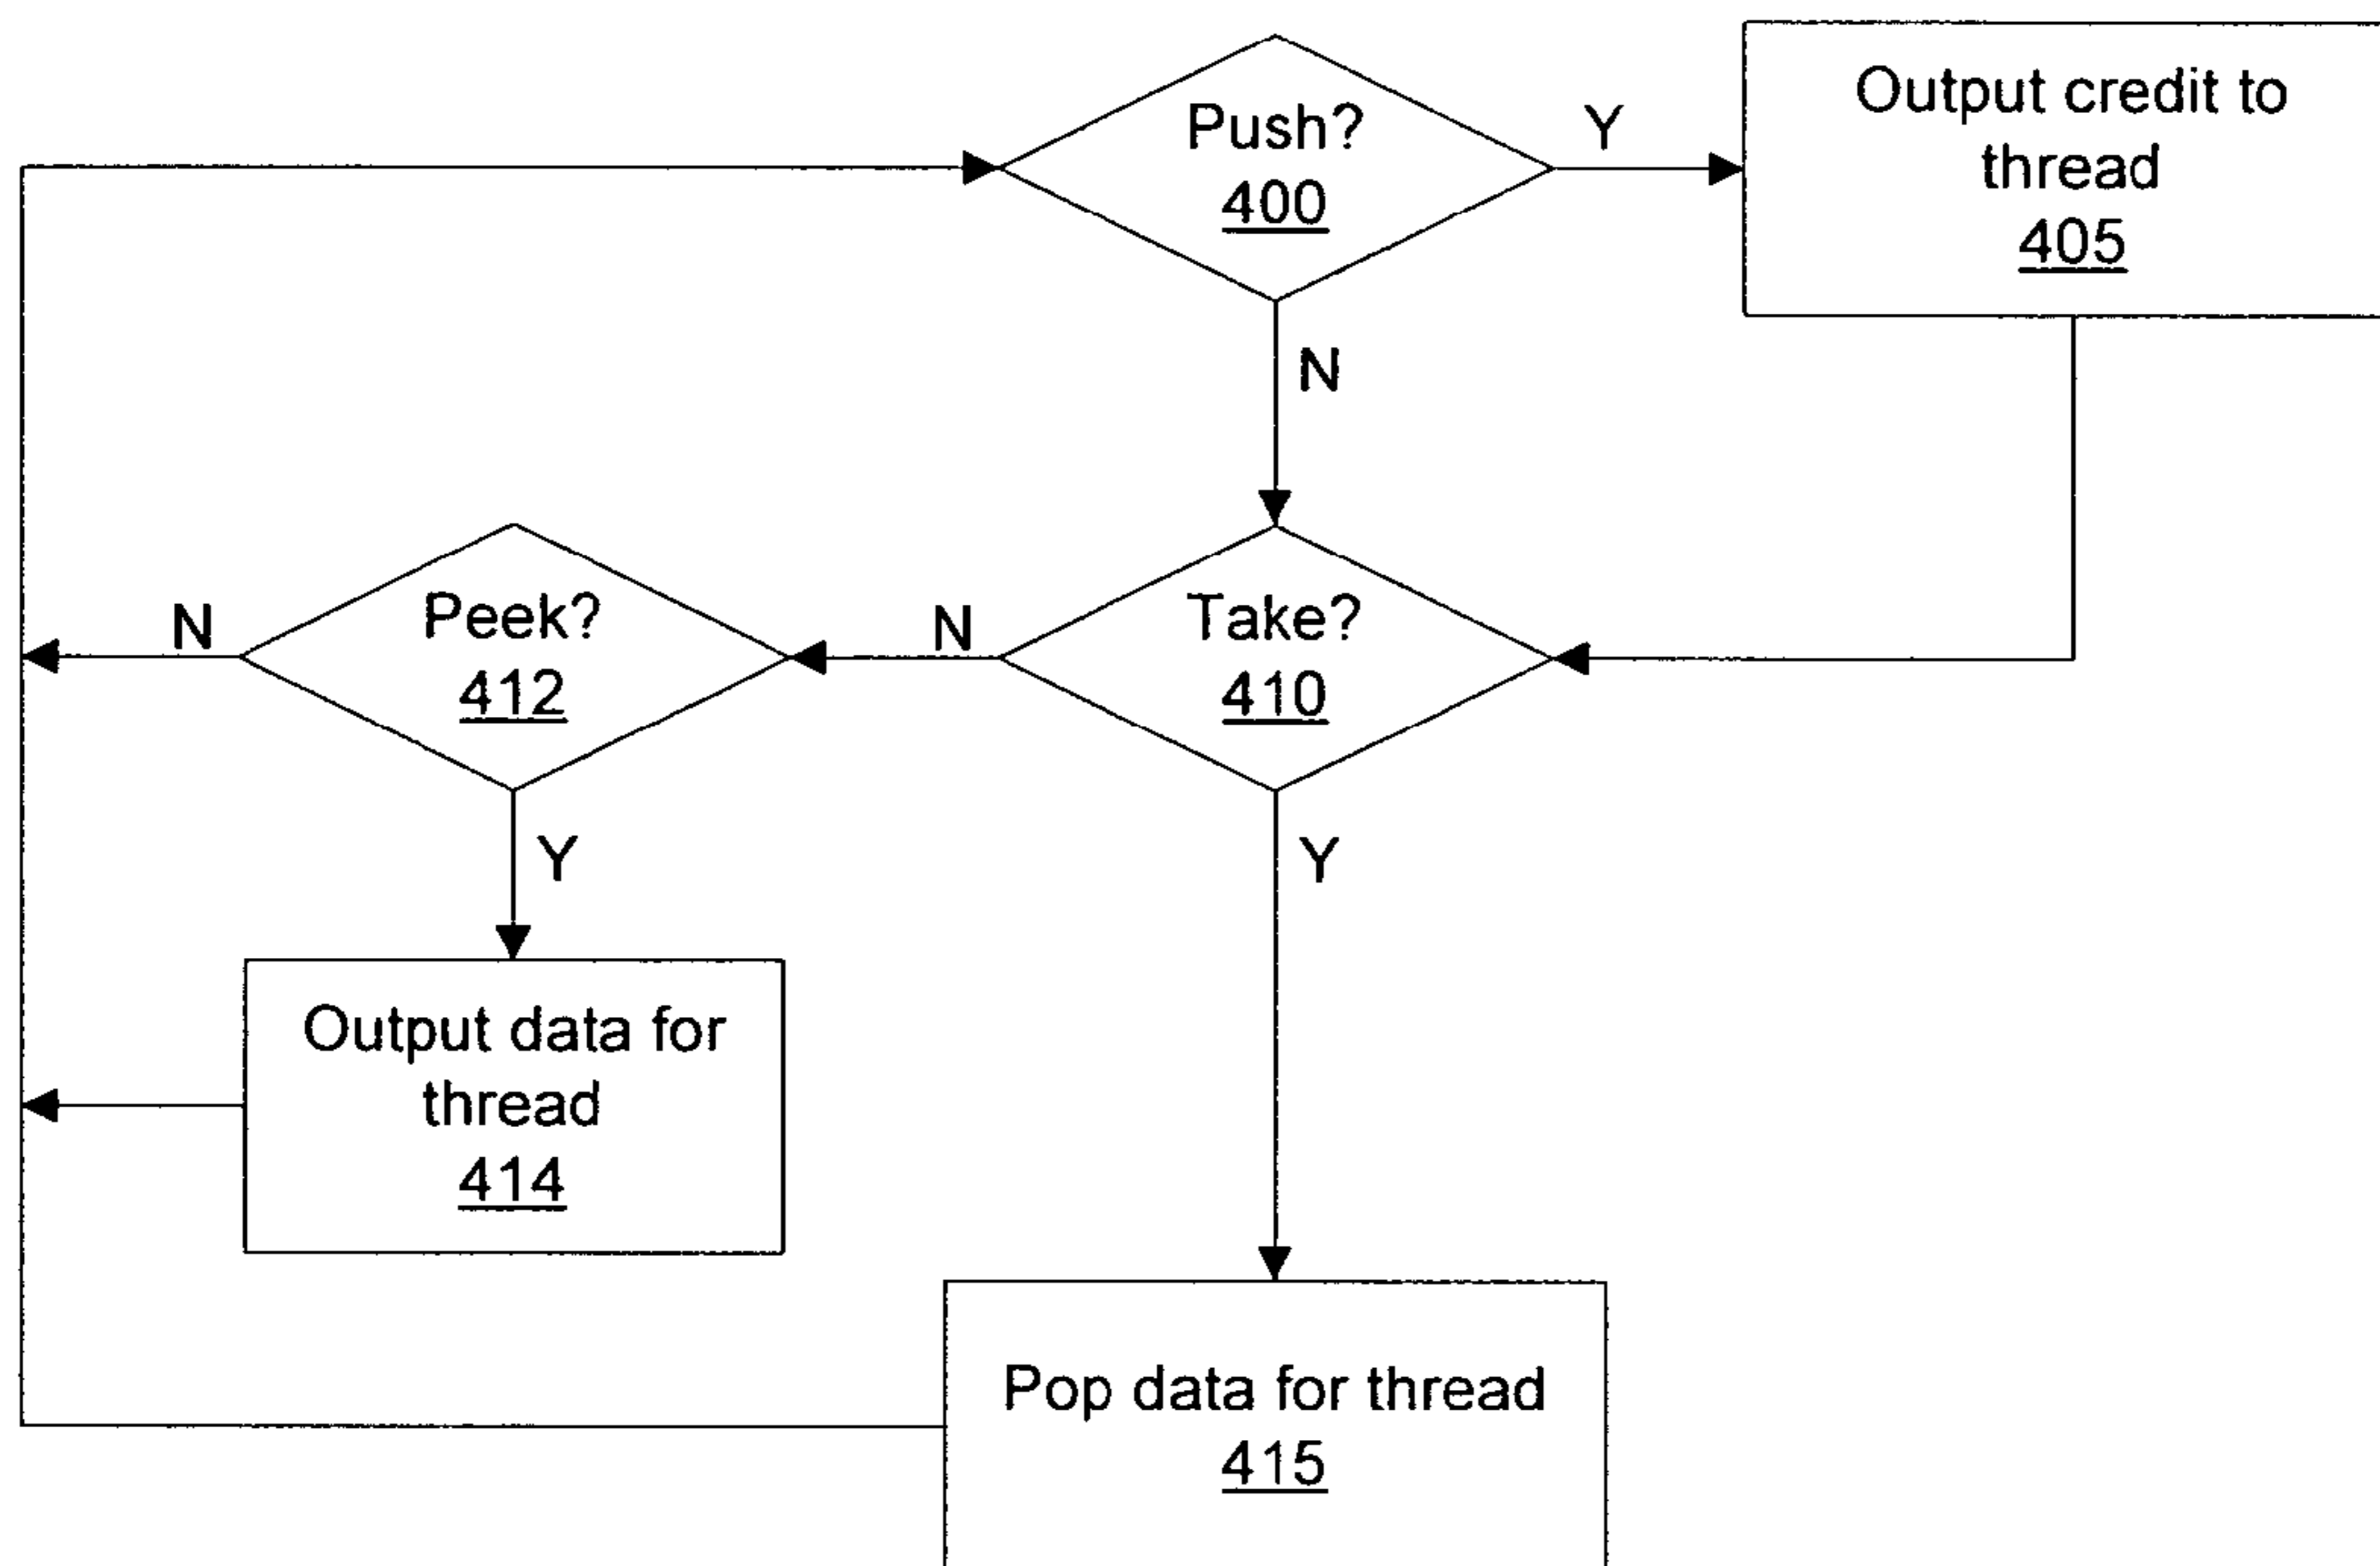 Push?
400
Y
Output credit to
thread
405
N
Take?
410
N
Peek?
412
N
Y
Y
Output data for
thread
414
Pop data for thread
415